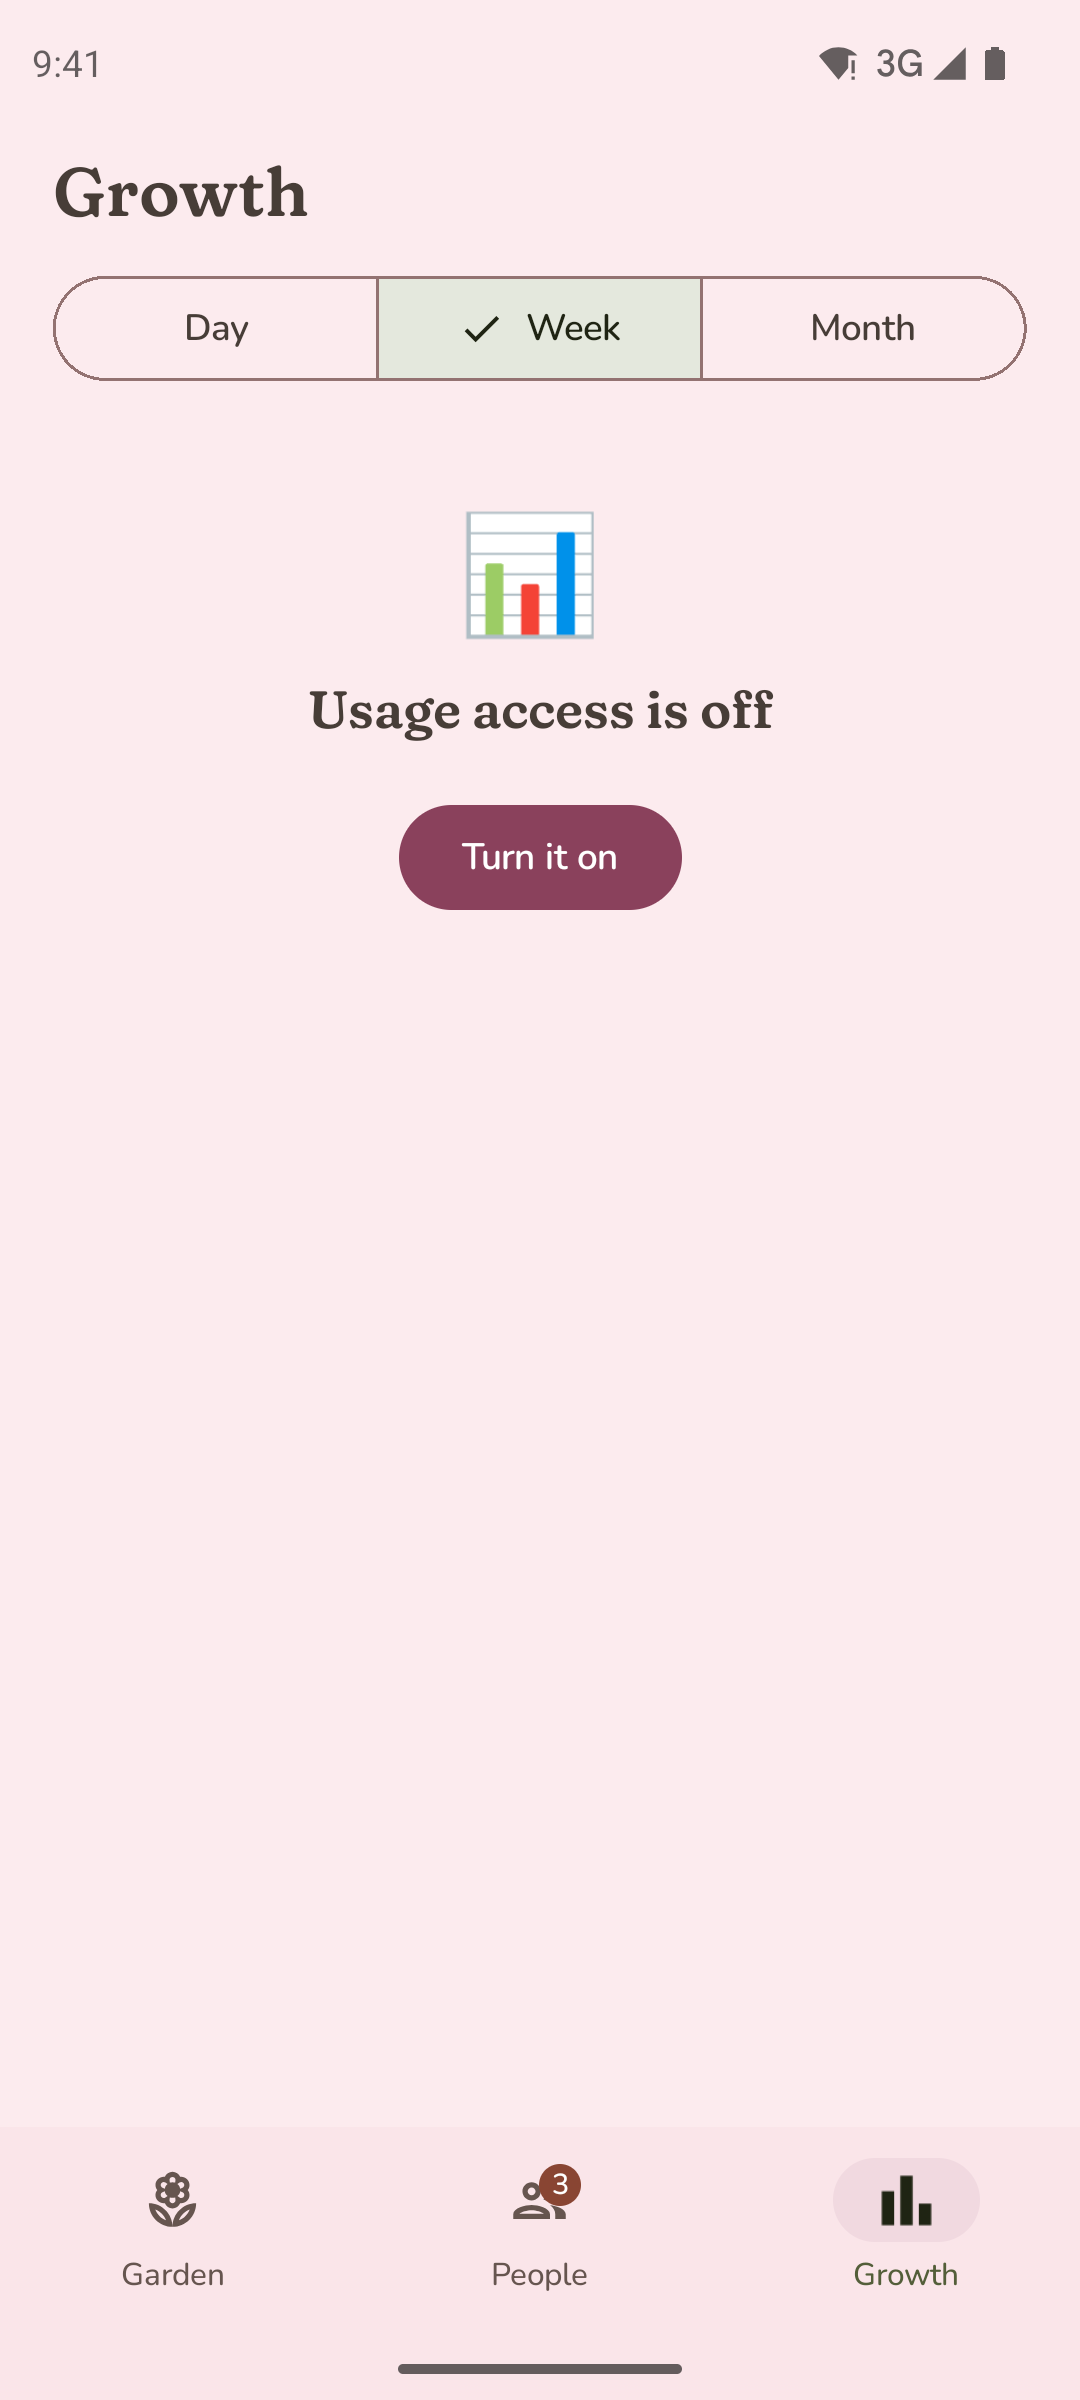 9:41
3G
Growth
Day
Week
Month
Usage access is off
Turn it on
3
Garden
People
Growth